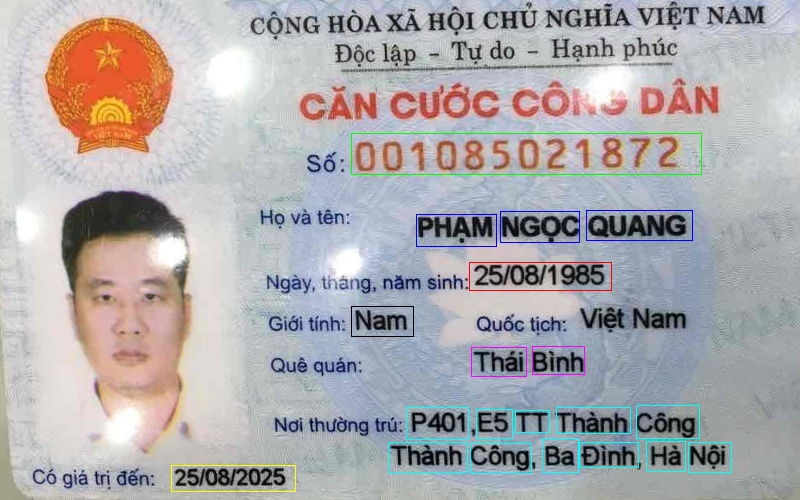 CỘNG HÒA XÃ HỘI CHỦ NGHĨA VIỆT NAM
Độc lập - Tự do - Hạnh phúc
CĂN CƯỚC CÔNG DÂN
Số: 001085021872
Họ và tên: PHẠM NGỌC QUANG
Ngày, tháng, năm sinh: 25/08/1985
Giới tính: Nam Quốc tịch: Việt Nam
Quê quán: Thái Bình
Nơi thường trú: P401,E5 TT Thành Công
Thành Công, Ba Đình, Hà Nội
Có giá trị đến: 25/08/2025